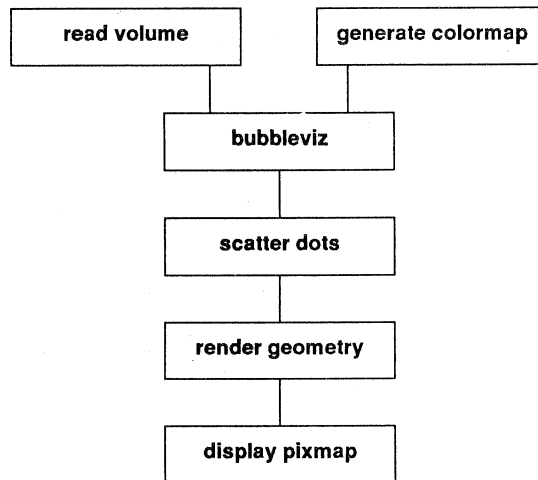 read volume
generate colormap
bubbleviz
scatter dots
render geometry
display pixmap